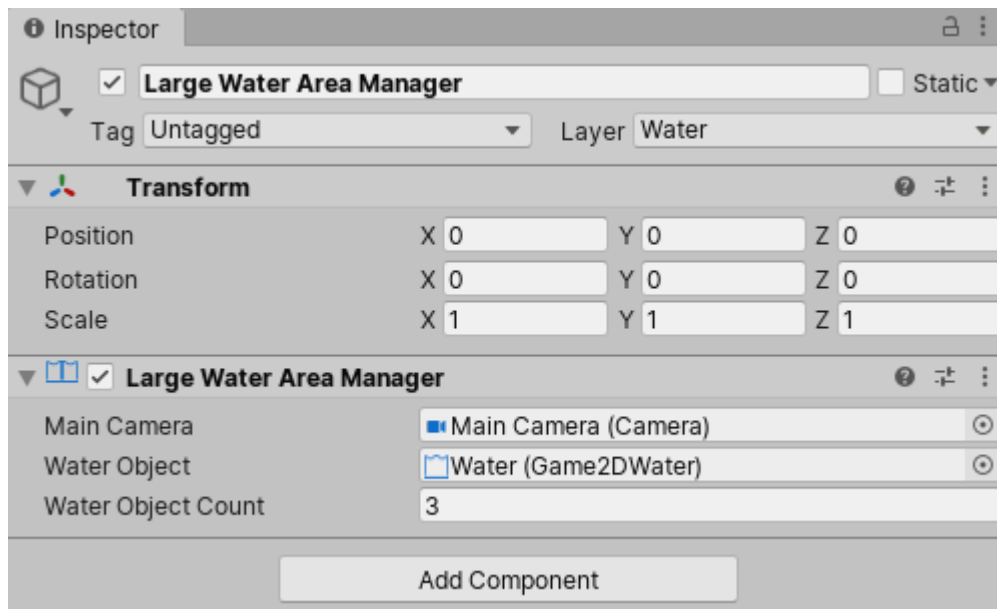 Inspector
Large Water Area Manager Static
Tag Untagged Layer Water
Transform
Position X 0 Y 0 Z 0
Rotation X 0 Y 0 Z 0
Scale X 1 Y 1 Z 1
Large Water Area Manager
Main Camera Main Camera (Camera)
Water Object Water (Game2DWater)
Water Object Count 3
Add Component